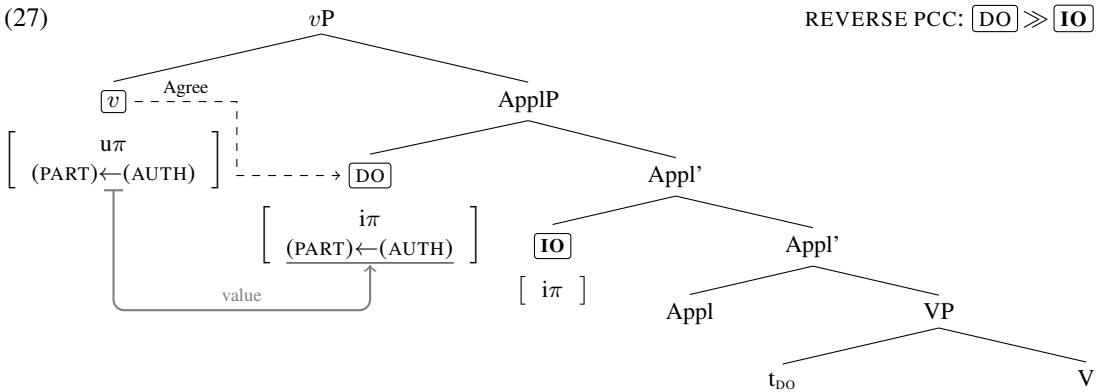 (27) vP REVERSE PCC: DO ≫ IO
v Agree ApplP
uπ
(PART)←(AUTH) DO Appl’
iπ
(PART)←(AUTH) IO Appl’
value [ iπ ] Appl VP
t_DO V